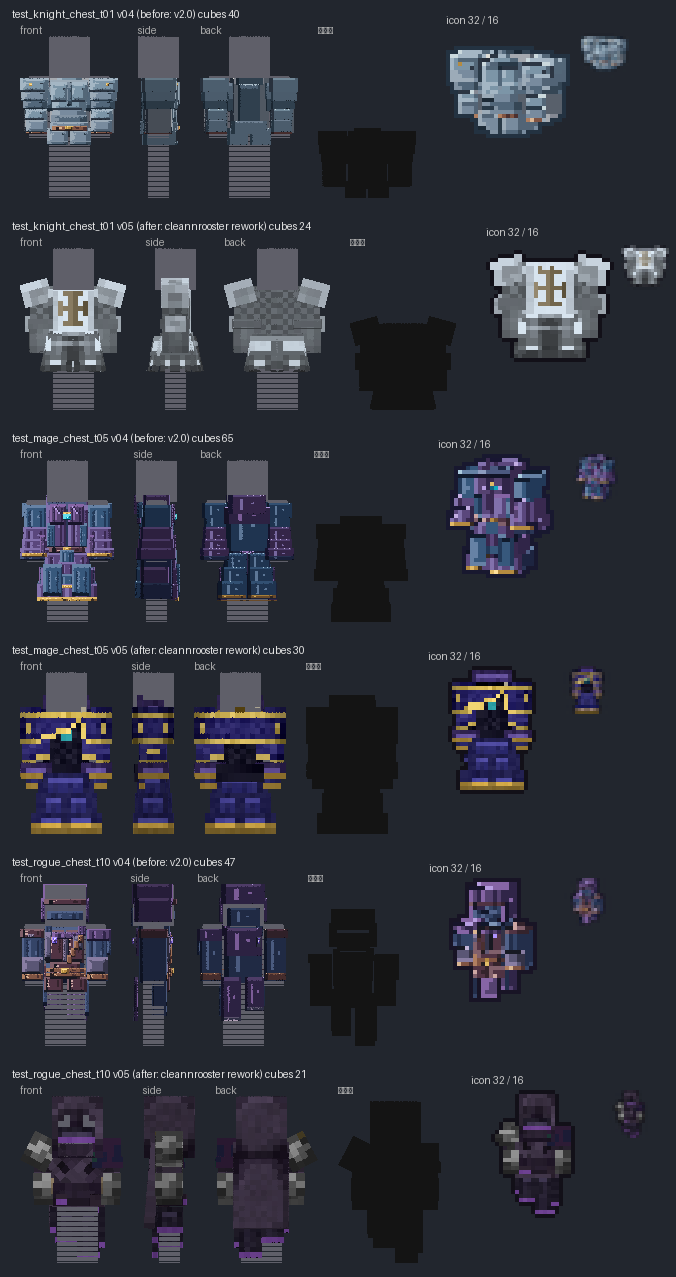 test_knight_chest_t01 v04 (before: v2.0) cubes 40
front side back icon 32 / 16
test_knight_chest_t01 v05 (after: cleannrooster rework) cubes 24
front side back icon 32 / 16
test_mage_chest_t05 v04 (before: v2.0) cubes 65
front side back icon 32 / 16
test_mage_chest_t05 v05 (after: cleannrooster rework) cubes 30
front side back icon 32 / 16
test_rogue_chest_t10 v04 (before: v2.0) cubes 47
front side back icon 32 / 16
test_rogue_chest_t10 v05 (after: cleannrooster rework) cubes 21
front side back icon 32 / 16